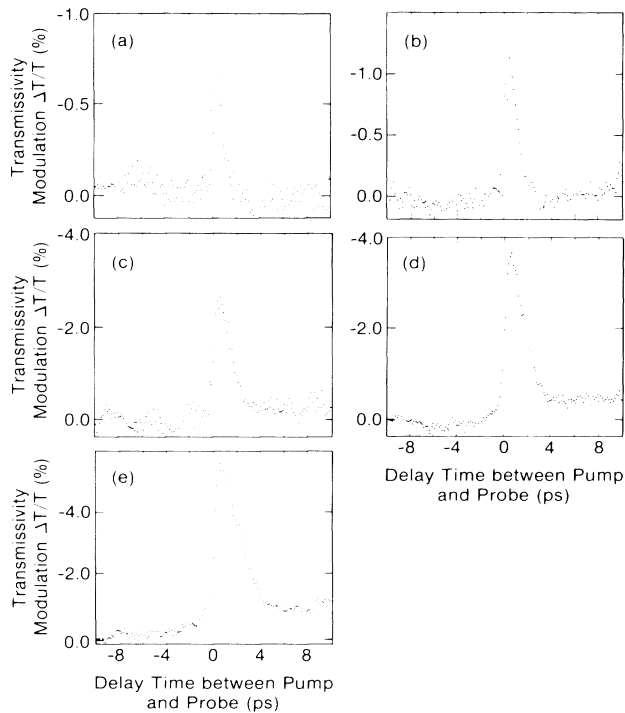 -1.0
(a)
-0.5
0.0
Transmissivity
Modulation ΔT/T (%)
(b)
-1.0
-0.5
0.0
Transmissivity
Modulation ΔT/T (%)
-4.0
(c)
-2.0
0.0
Transmissivity
Modulation ΔT/T (%)
-4.0
(d)
-2.0
0.0
-8 -4 0 4 8
Delay Time between Pump
and Probe (ps)
(e)
-4.0
-2.0
0.0
Transmissivity
Modulation ΔT/T (%)
-8 -4 0 4 8
Delay Time between Pump
and Probe (ps)